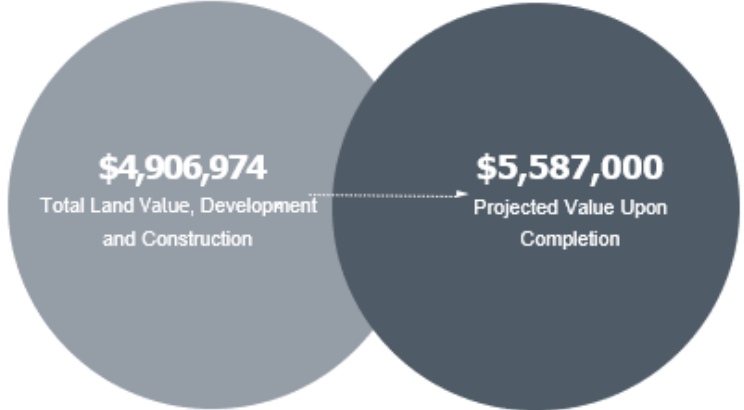 $4,906,974
Total Land Value, Development
and Construction
$5,587,000
Projected Value Upon
Completion